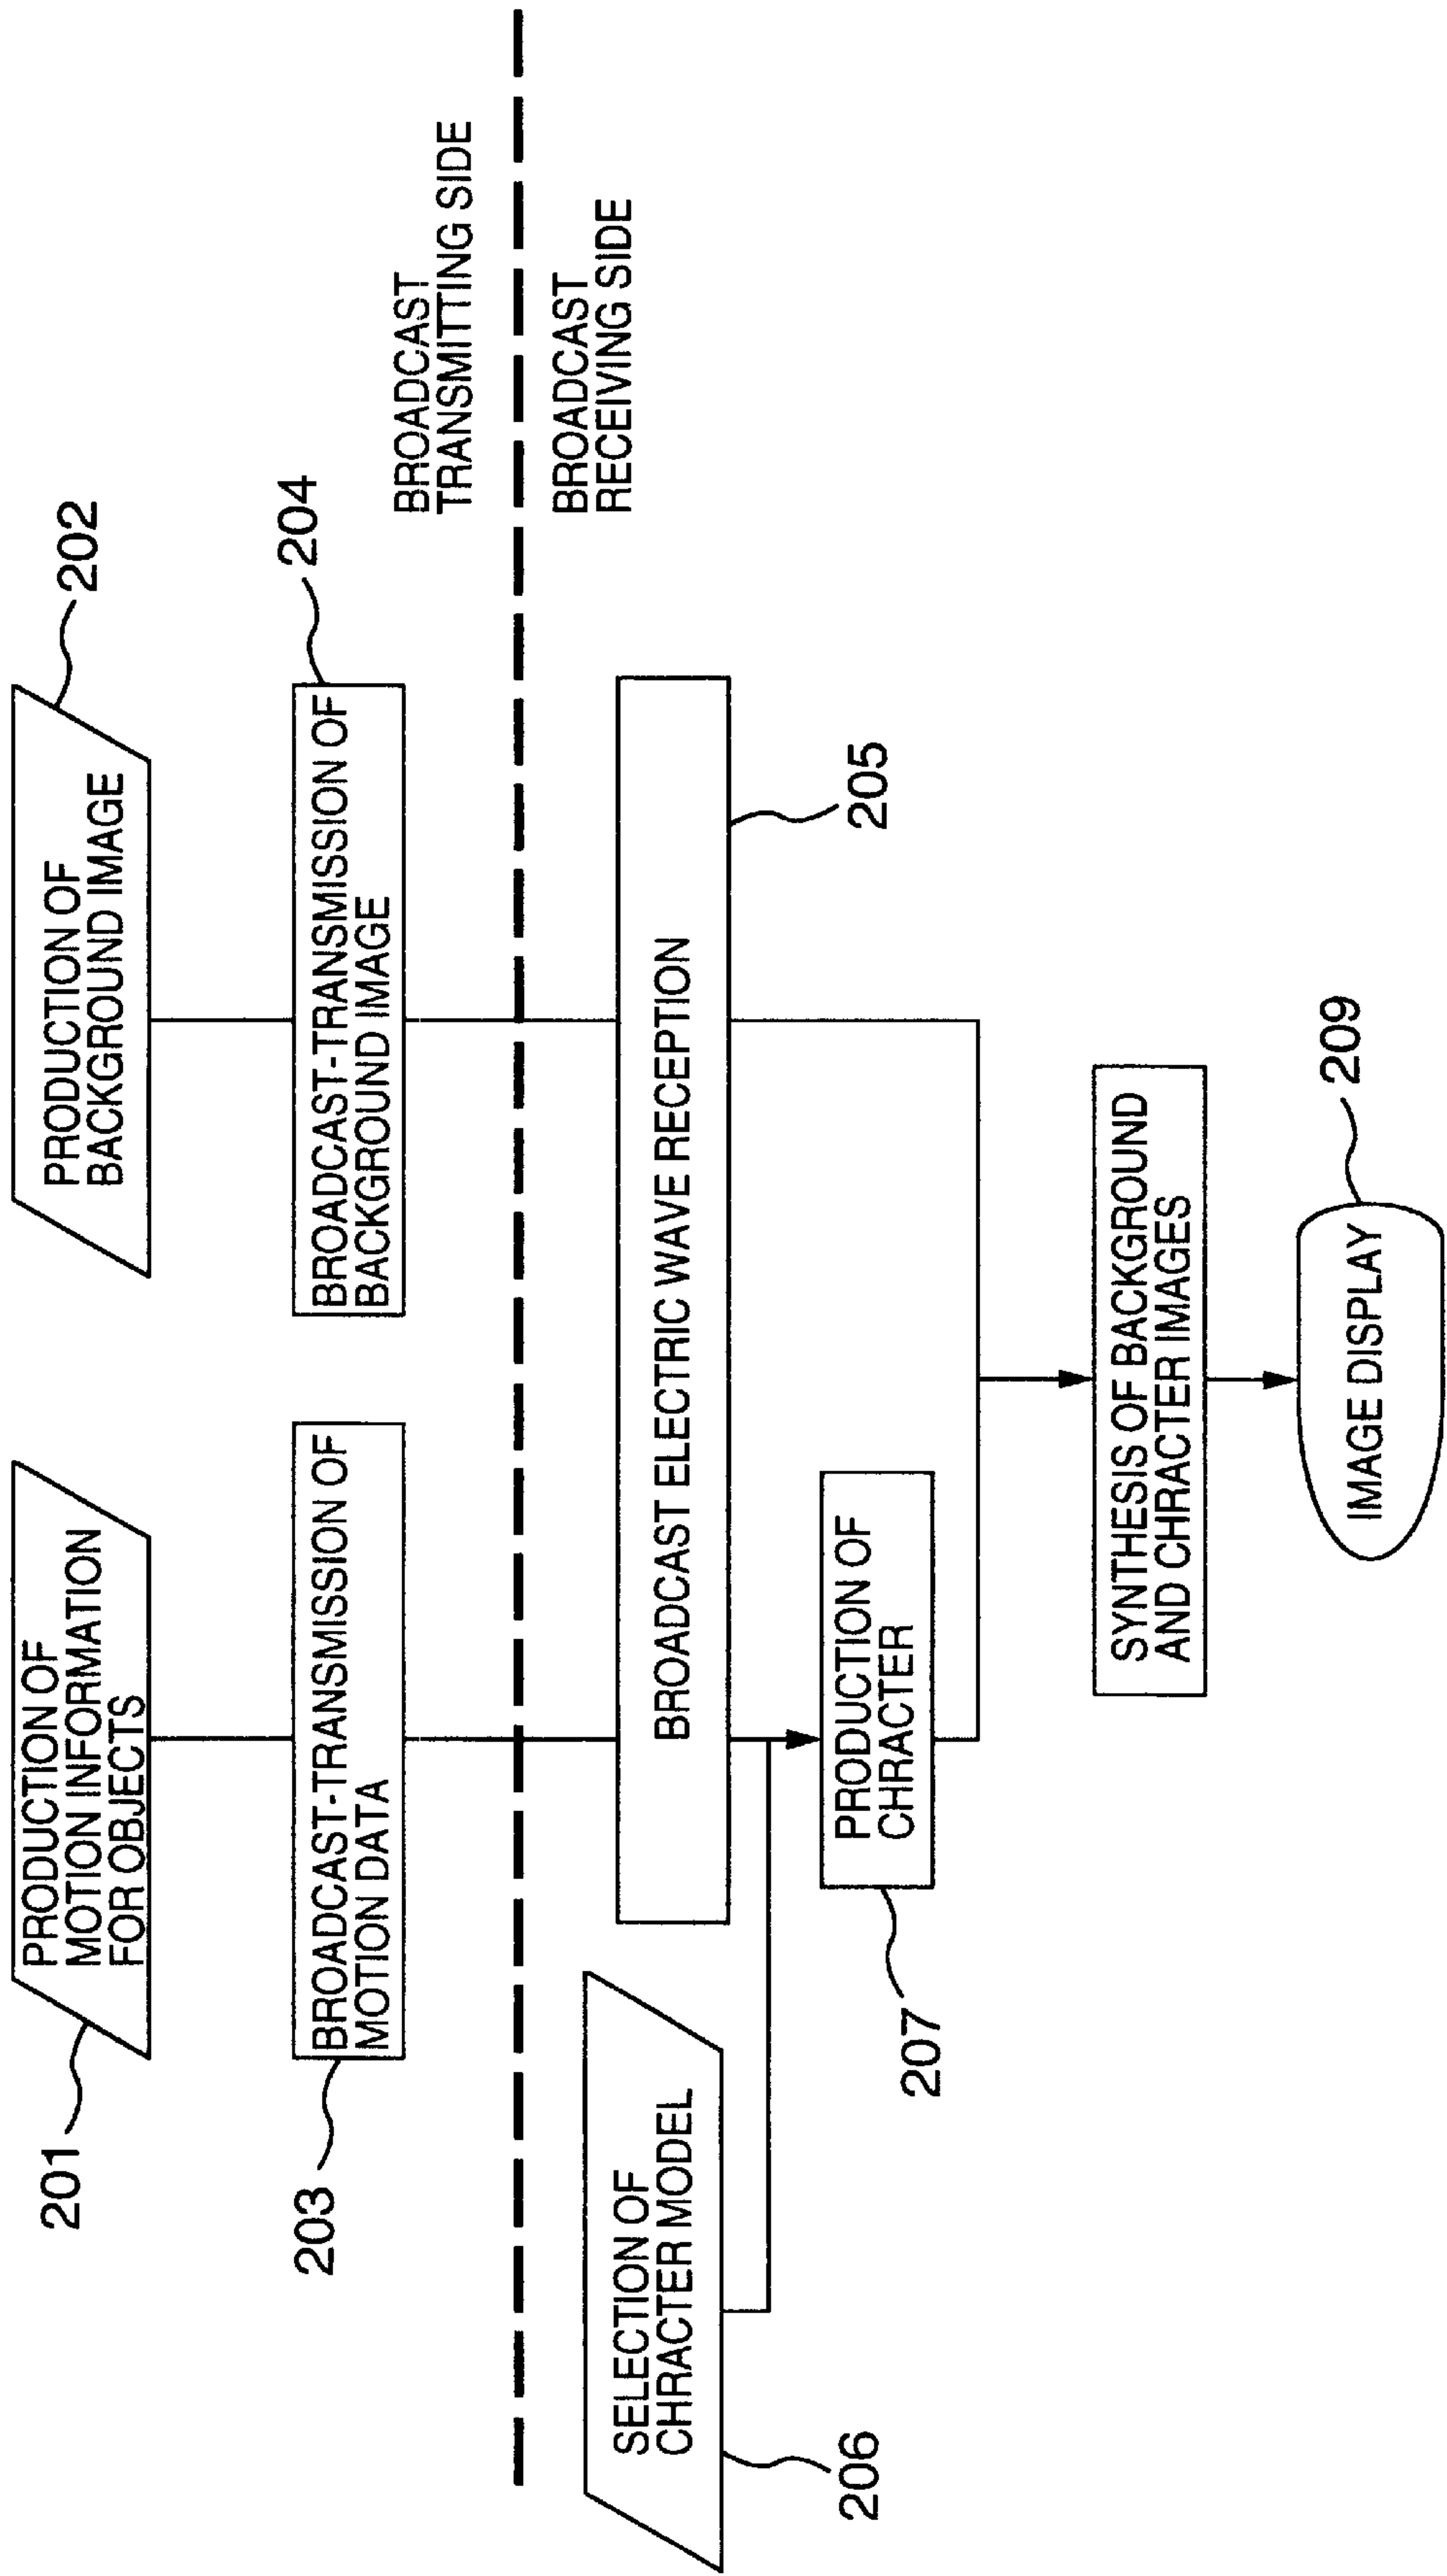 201
PRODUCTION OF
MOTION INFORMATION
FOR OBJECTS
PRODUCTION OF
BACKGROUND IMAGE
202
203
BROADCAST-TRANSMISSION OF
MOTION DATA
BROADCAST-TRANSMISSION OF
BACKGROUND IMAGE
204
BROADCAST
TRANSMITTING SIDE
BROADCAST
RECEIVING SIDE
SELECTION OF
CHRACTER MODEL
206
BROADCAST ELECTRIC WAVE RECEPTION
205
PRODUCTION OF
CHRACTER
207
SYNTHESIS OF BACKGROUND
AND CHRACTER IMAGES
IMAGE DISPLAY
209